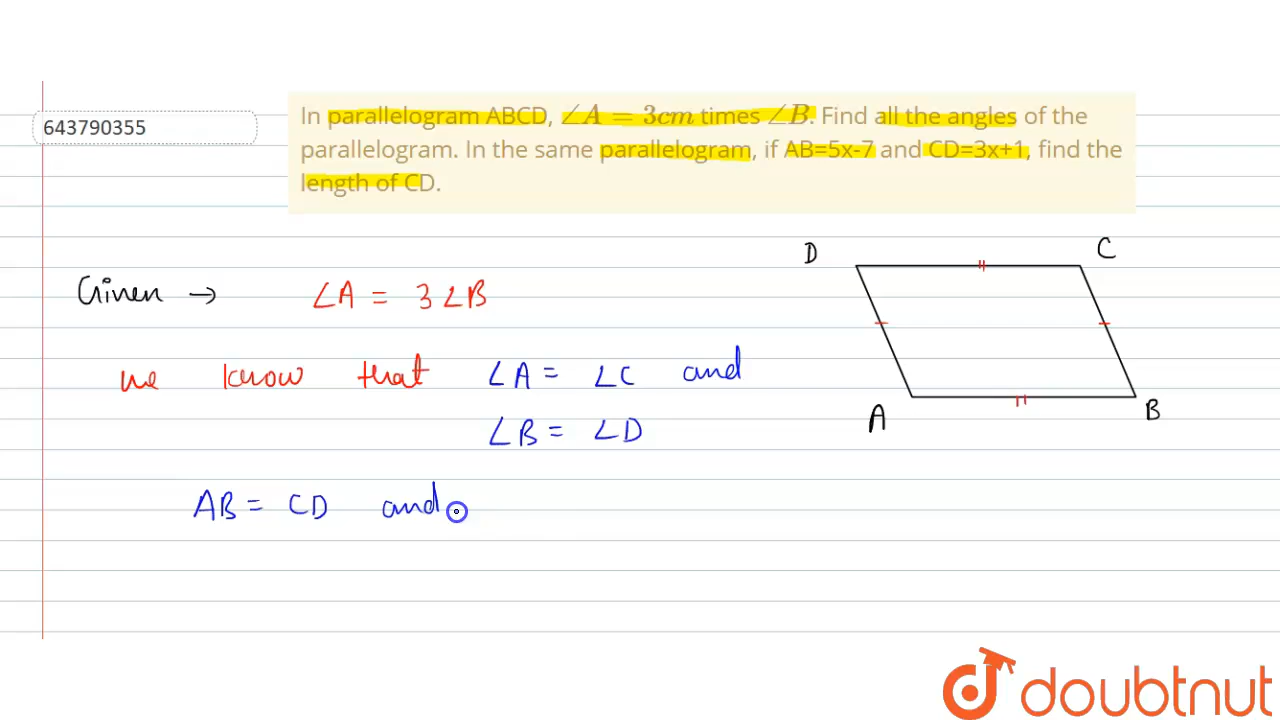 643790355
In parallelogram ABCD, ∠A = 3cm times ∠B. Find all the angles of the
parallelogram. In the same parallelogram, if AB=5x-7 and CD=3x+1, find the
length of CD.
D
C
Given → ∠A = 3∠B
we know that ∠A = ∠C and
A
B
∠B = ∠D
AB = CD and
doubtnut